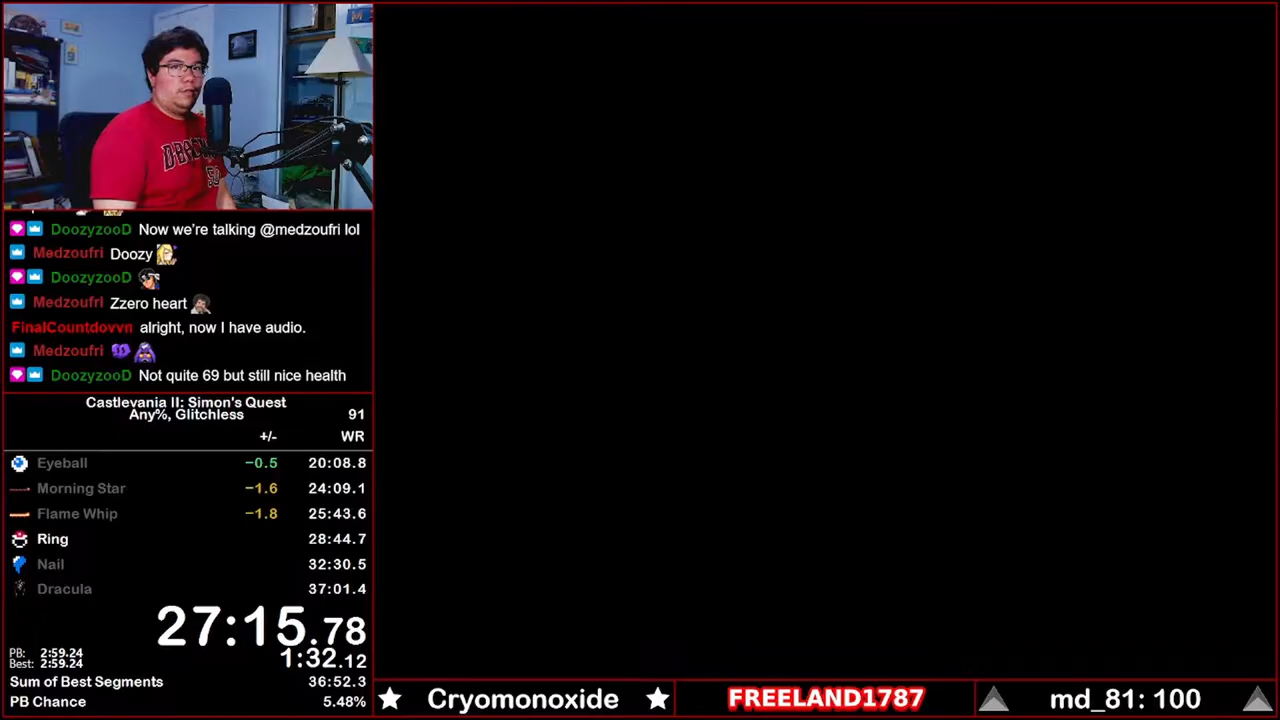 D-BACKS
DoozyzooD Now we're talking @medzoufri lol
Medzoufri Doozy
DoozyzooD
Medzoufri Zzero heart
FinalCountdovvn alright, now I have audio.
Medzoufri
DoozyzooD Not quite 69 but still nice health
Castlevania II: Simon's Quest
Any%, Glitchless 91
+/- WR
Eyeball −0.5 20:08.8
Morning Star −1.6 24:09.1
Flame Whip −1.8 25:43.6
Ring 28:44.7
Nail 32:30.5
Dracula 37:01.4
27:15.78
PB: 2:59.24
Best: 2:59.24
1:32.12
Sum of Best Segments 36:52.3
PB Chance 5.48%
Cryomonoxide
FREELAND1787
md_81: 100